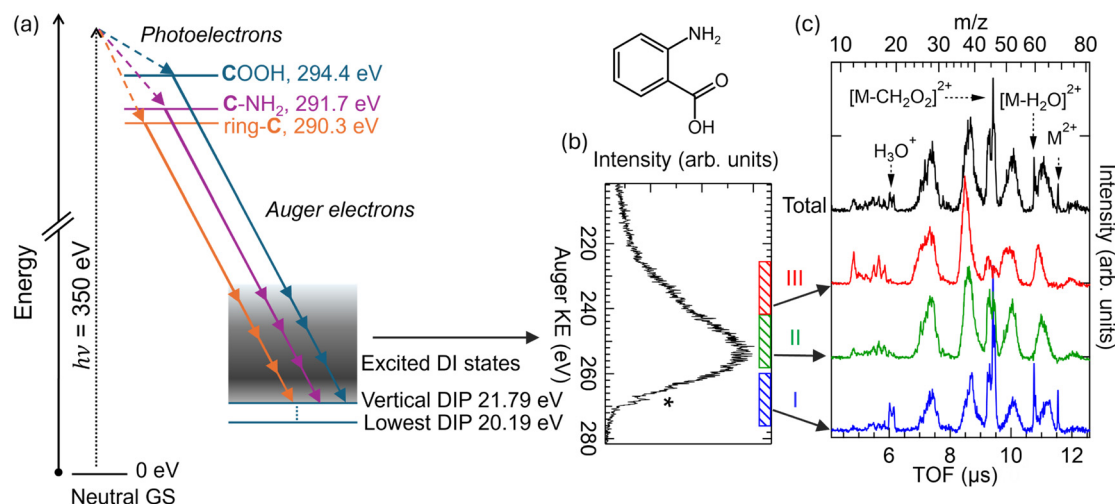 (a)
Photoelectrons
COOH, 294.4 eV
C-NH2, 291.7 eV
ring-C, 290.3 eV
Auger electrons
Energy
hv = 350 eV
Excited DI states
Vertical DIP 21.79 eV
Lowest DIP 20.19 eV
0 eV
Neutral GS
NH2
O
OH
(b)
Intensity (arb. units)
Auger KE (eV)
220
240
260
280
*
III
II
I
(c)
m/z
10 20 30 40 50 60 80
[M-CH2O2]2+
[M-H2O]2+
M2+
H3O+
Total
Intensity (arb. units)
6 8 10 12
TOF (μs)